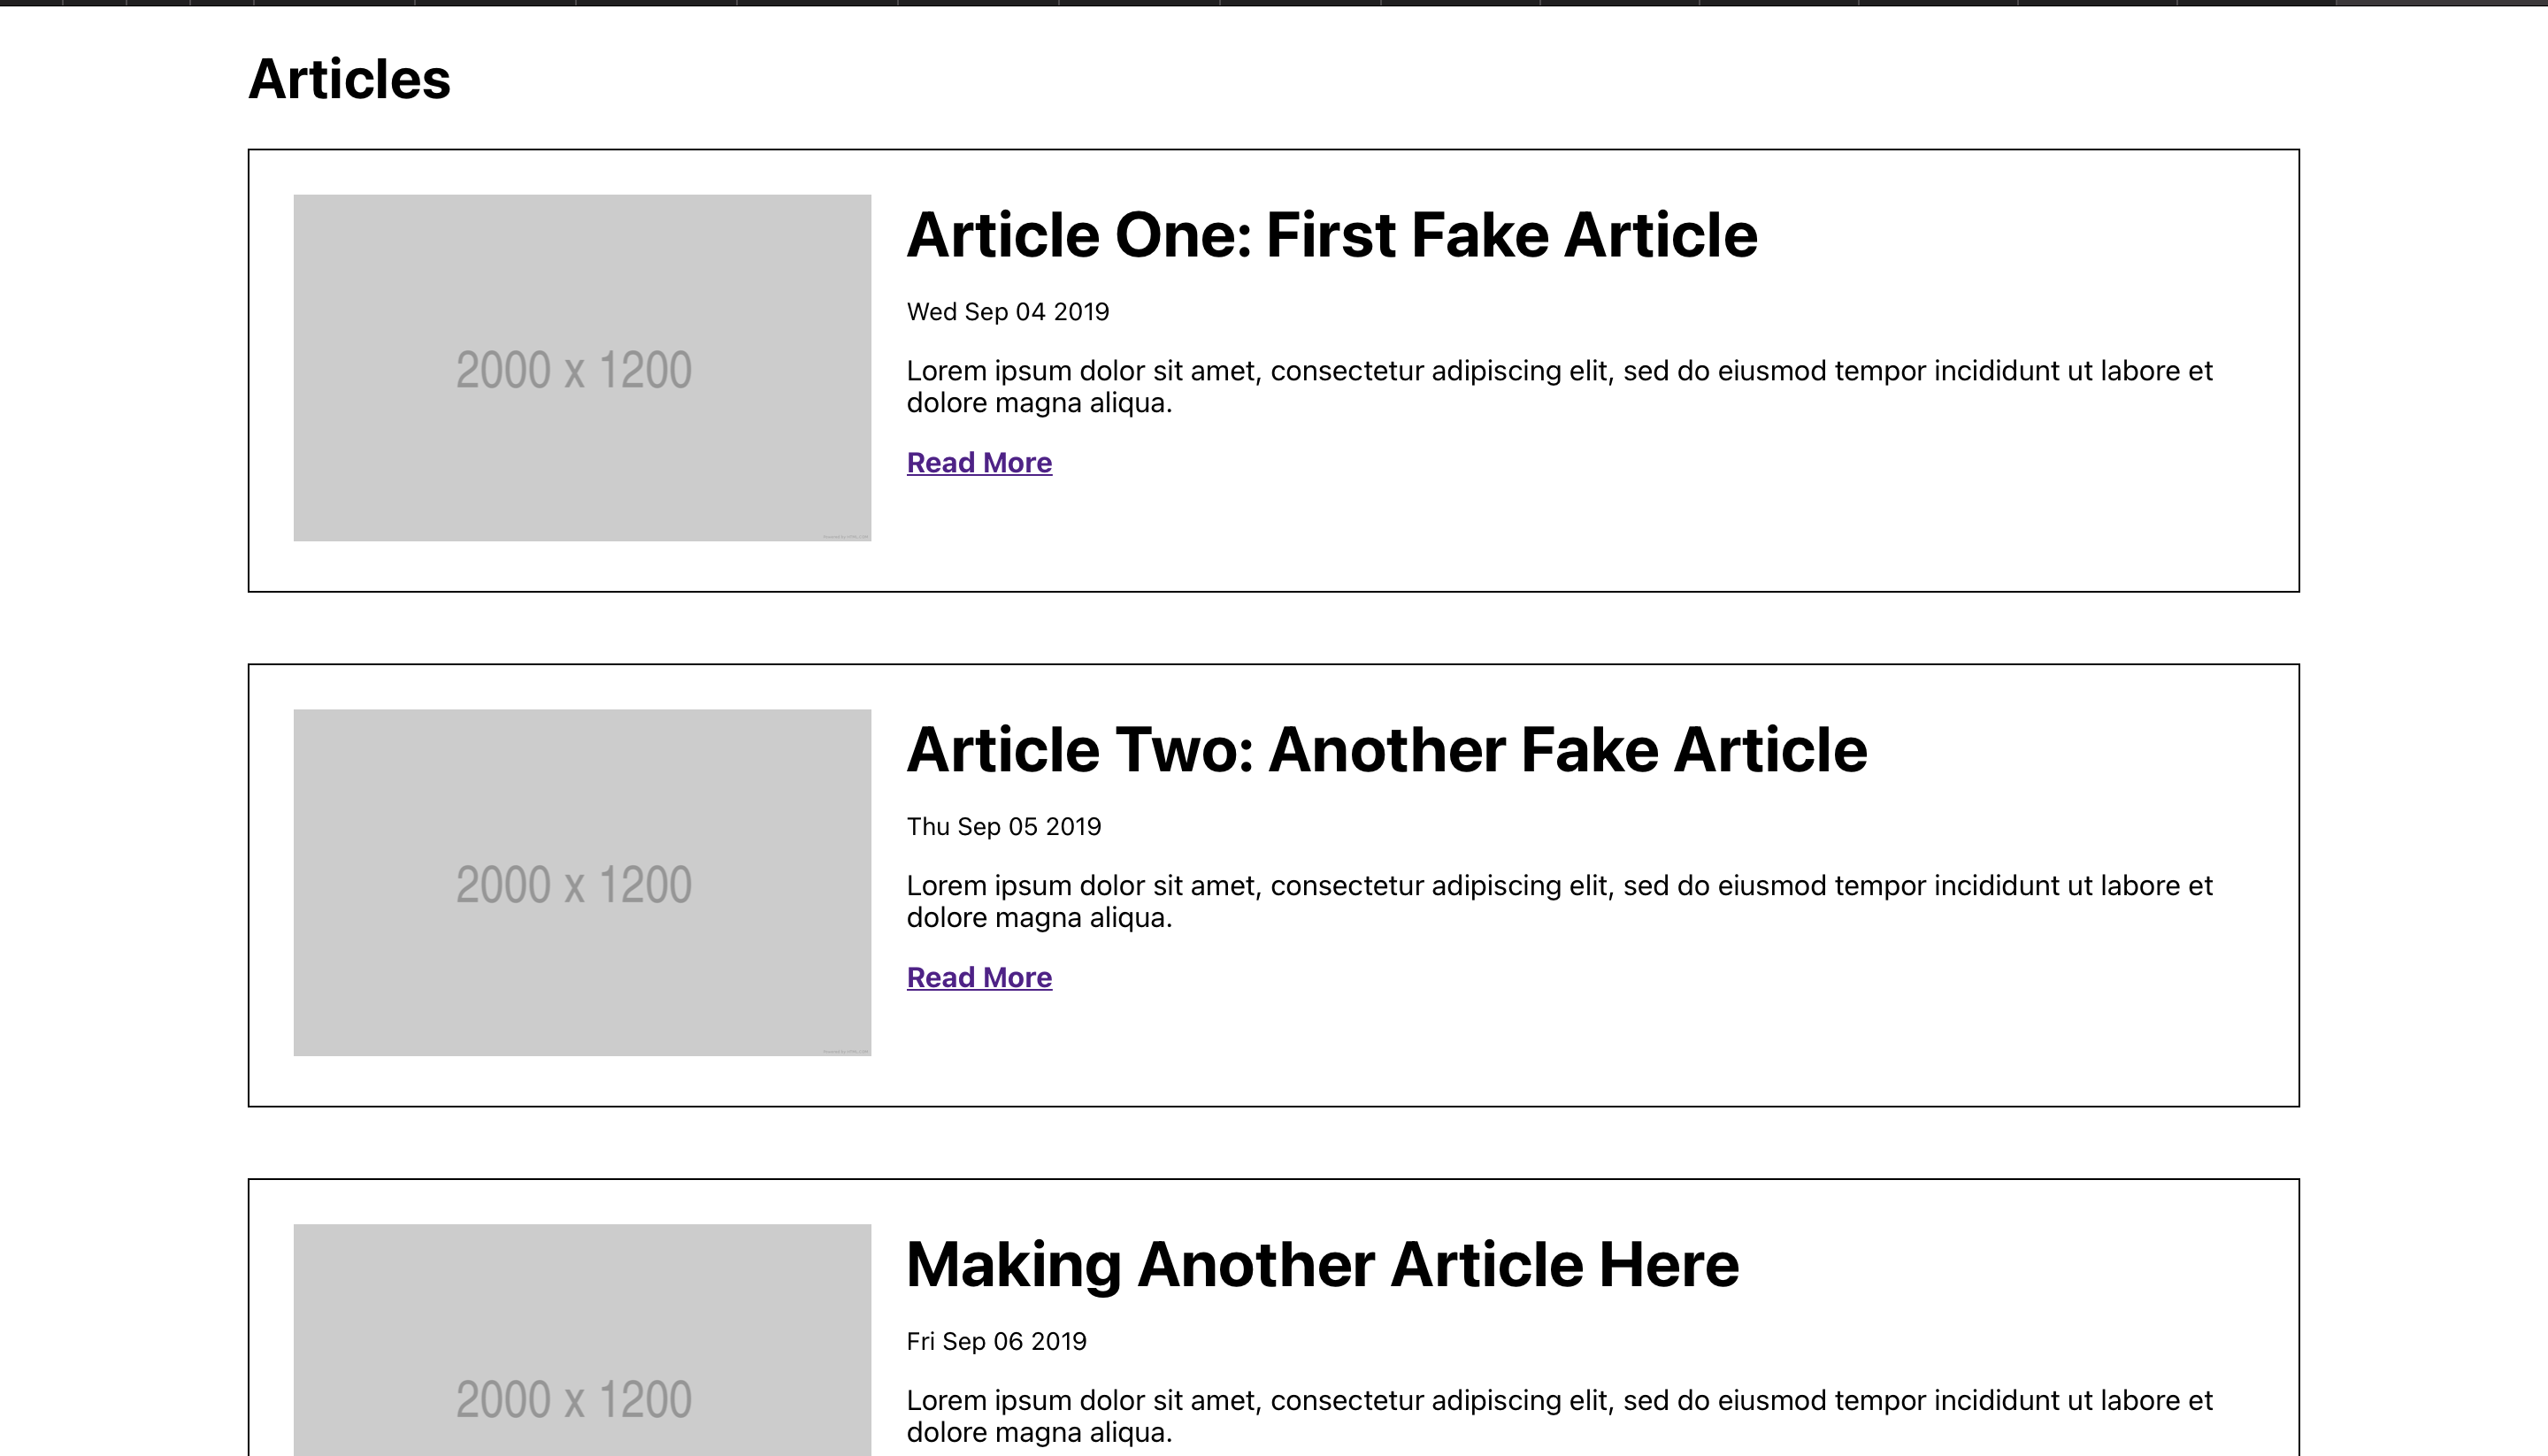 Articles
2000 x 1200
Article One: First Fake Article
Wed Sep 04 2019
Lorem ipsum dolor sit amet, consectetur adipiscing elit, sed do eiusmod tempor incididunt ut labore et
dolore magna aliqua.
Read More
2000 x 1200
Article Two: Another Fake Article
Thu Sep 05 2019
Lorem ipsum dolor sit amet, consectetur adipiscing elit, sed do eiusmod tempor incididunt ut labore et
dolore magna aliqua.
Read More
2000 x 1200
Making Another Article Here
Fri Sep 06 2019
Lorem ipsum dolor sit amet, consectetur adipiscing elit, sed do eiusmod tempor incididunt ut labore et
dolore magna aliqua.